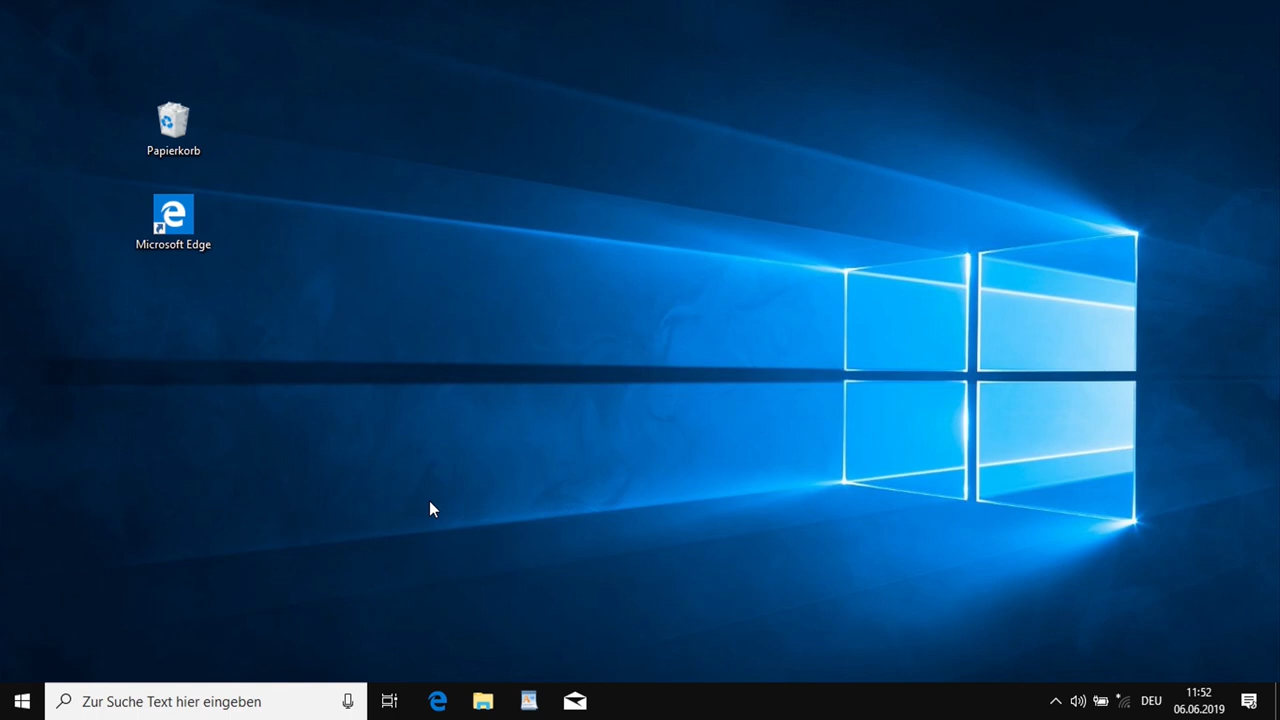 Papierkorb
Microsoft Edge
Zur Suche Text hier eingeben
DEU
11:52
06.06.2019